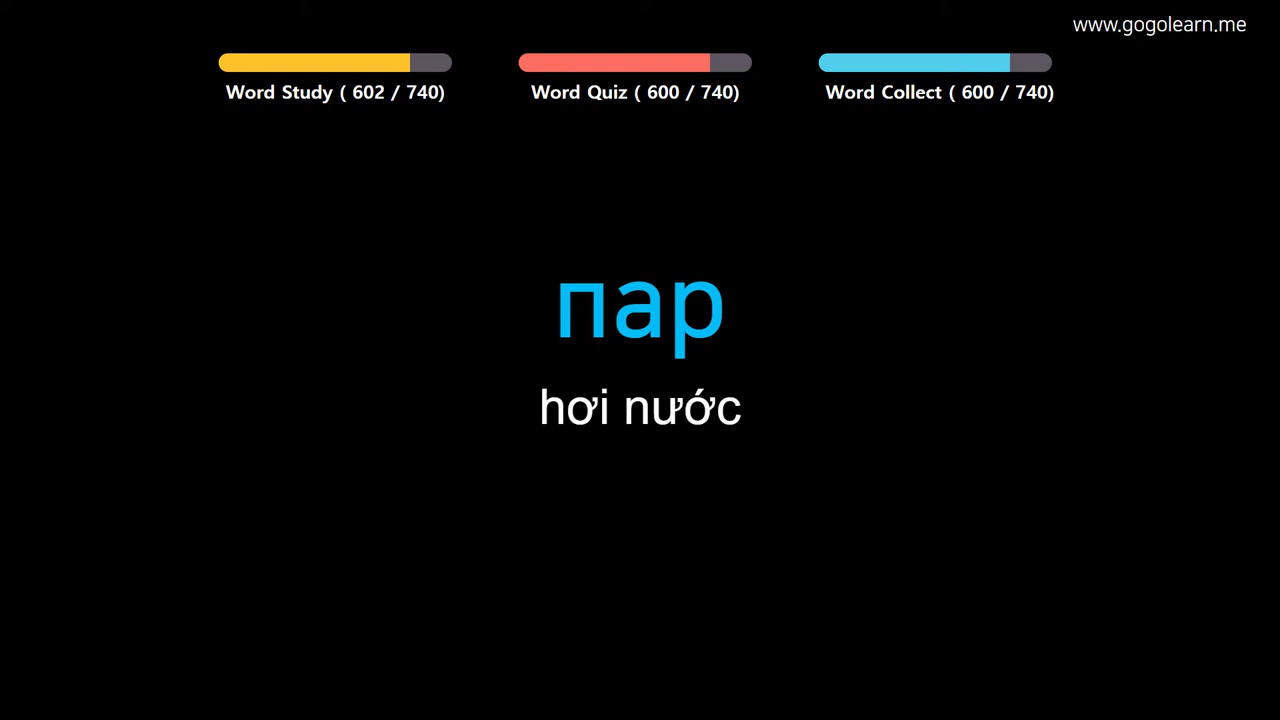 www.gogolearn.me
Word Study ( 602 / 740)
Word Quiz ( 600 / 740)
Word Collect ( 600 / 740)
пар
hơi nước